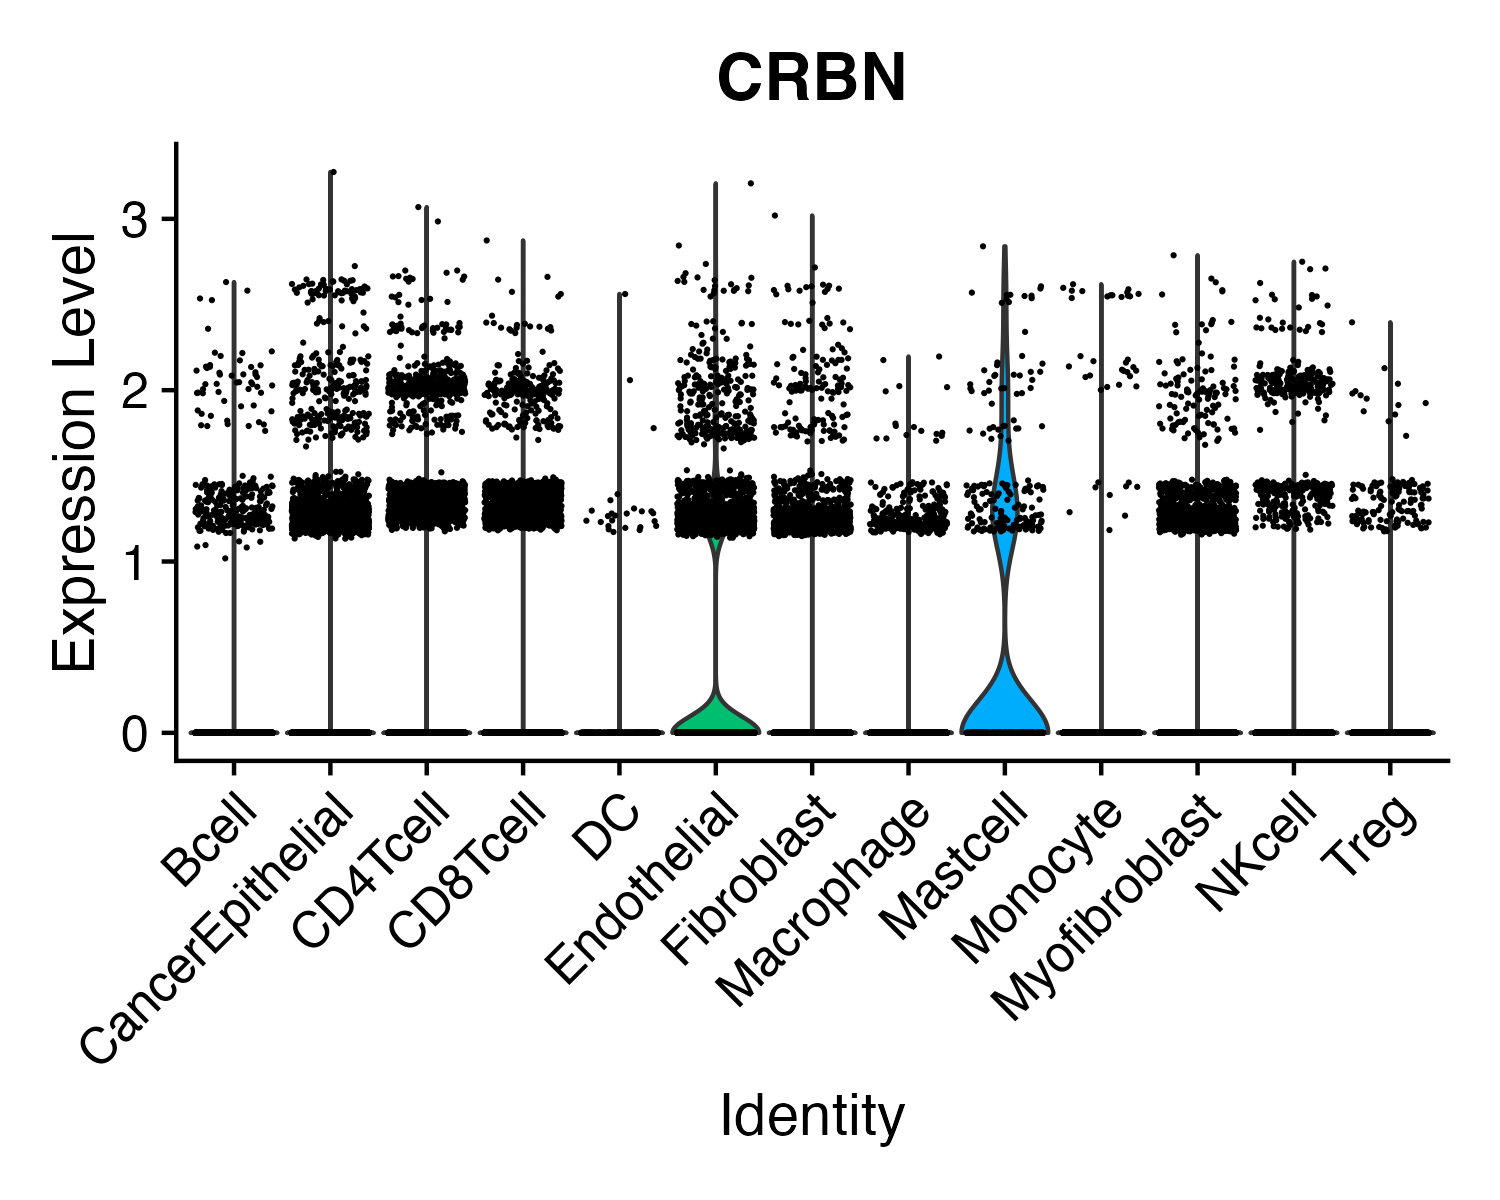 CRBN
Expression Level
3
2
1
0
Bcell
CancerEpithelial
CD4Tcell
CD8Tcell
DC
Endothelial
Fibroblast
Macrophage
Mastcell
Monocyte
Myofibroblast
NKcell
Treg
Identity